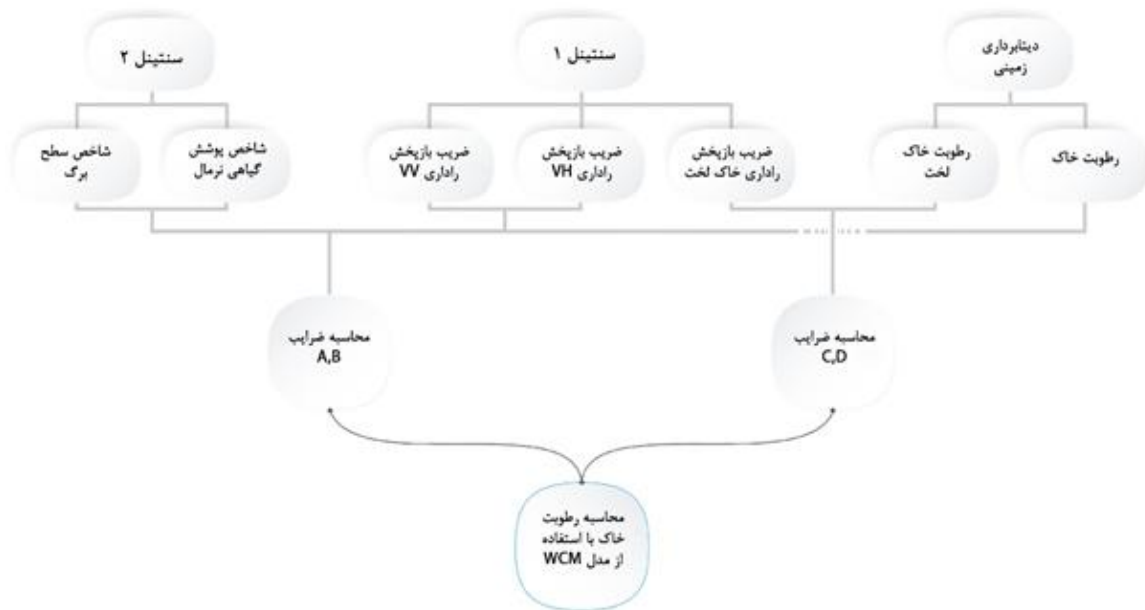 دیتابرداری
زمینی
سنتینل ۱
سنتینل ۲
رطوبت خاک
رطوبت خاک
لخت
ضریب بازپخش
راداری خاک لخت
ضریب بازپخش
راداری VH
ضریب بازپخش
راداری VV
شاخص پوشش
گیاهی نرمال
شاخص سطح
برگ
محاسبه ضرایب
C,D
محاسبه ضرایب
A,B
محاسبه رطوبت
خاک با استفاده
از مدل WCM